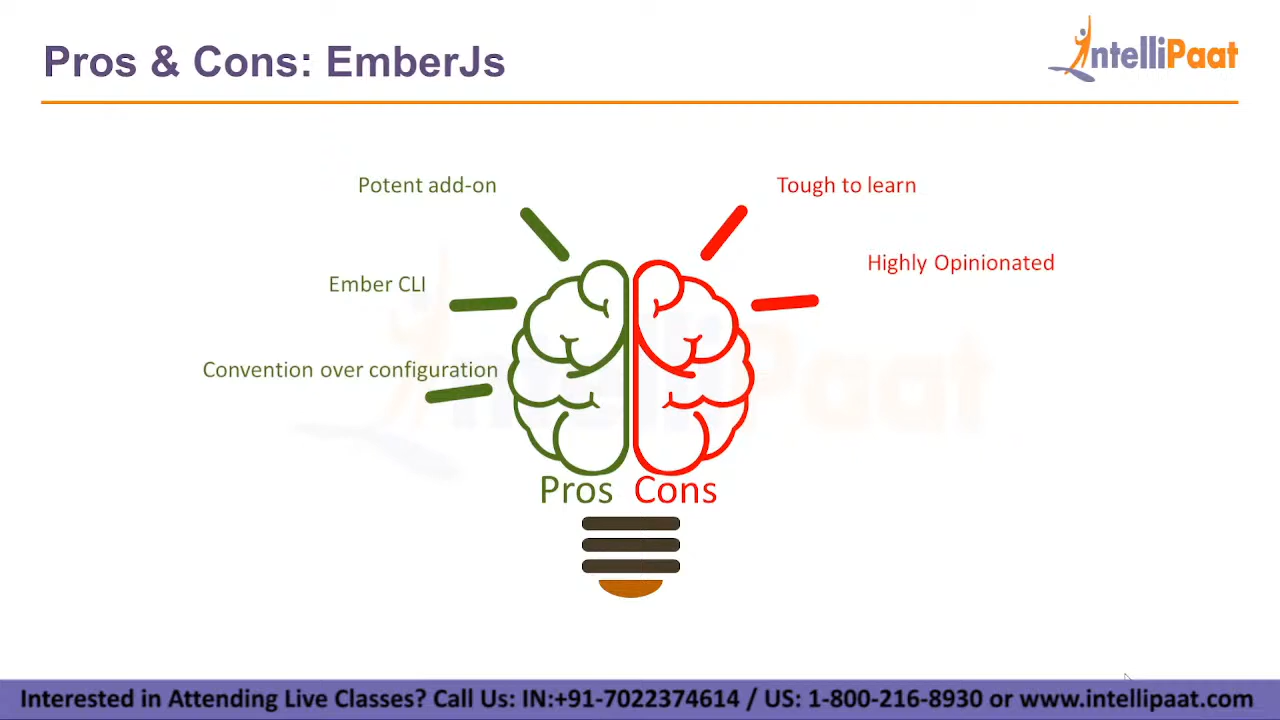 Pros & Cons: EmberJs
IntelliPaat
Potent add-on
Tough to learn
Highly Opinionated
Ember CLI
Convention over configuration
IntelliPaat
Pros Cons
Interested in Attending Live Classes? Call Us: IN:+91-7022374614 / US: 1-800-216-8930 or www.intellipaat.com